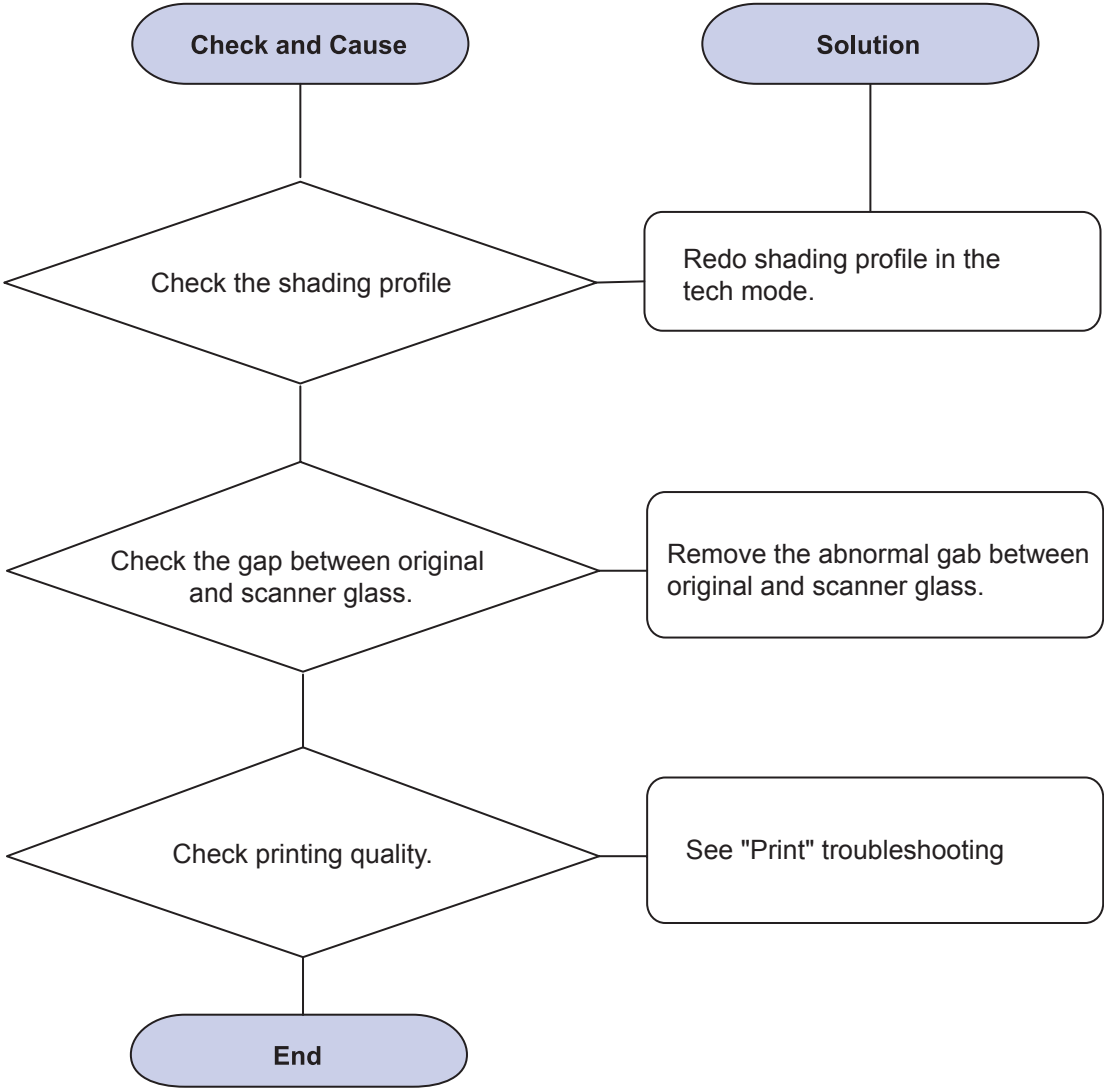 Check and Cause
Solution
Check the shading profile
Redo shading profile in the
tech mode.
Check the gap between original
and scanner glass.
Remove the abnormal gab between
original and scanner glass.
Check printing quality.
See "Print" troubleshooting
End